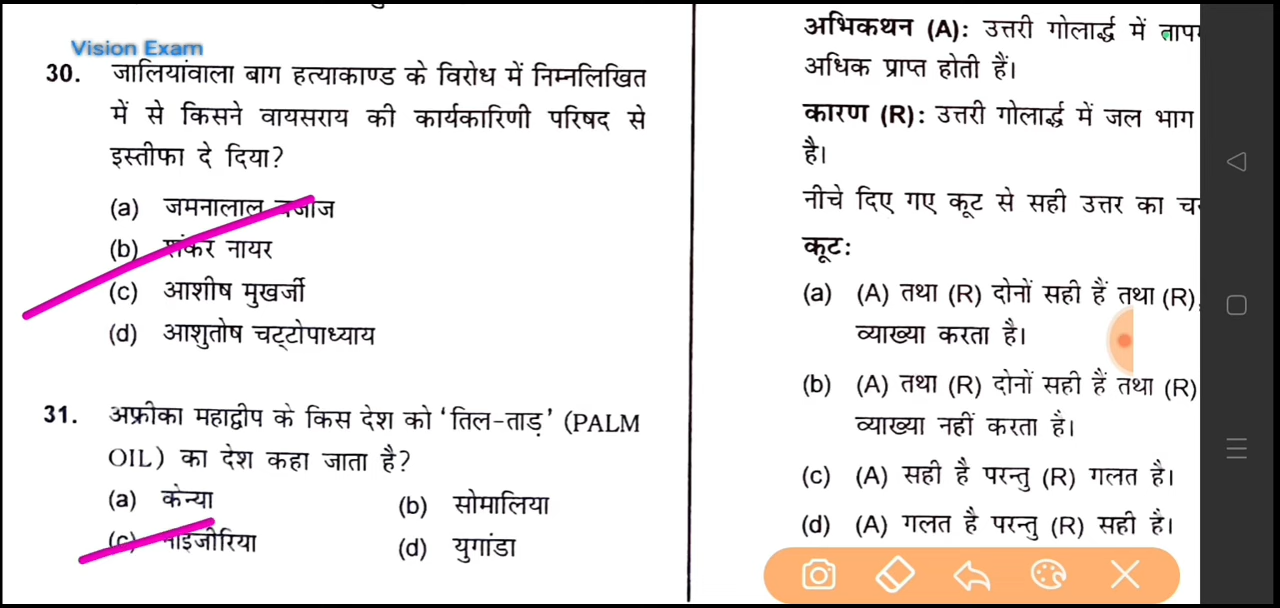 Vision Exam
30. जालियांवाला बाग हत्याकाण्ड के विरोध में निम्नलिखित
में से किसने वायसराय की कार्यकारिणी परिषद से
इस्तीफा दे दिया?
(a) जमनालाल बजाज
(b) शंकर नायर
(c) आशीष मुखर्जी
(d) आशुतोष चट्टोपाध्याय
31. अफ्रीका महाद्वीप के किस देश को 'तिल-ताड़' (PALM
OIL) का देश कहा जाता है?
(a) केन्या
(b) सोमालिया
(c) नाइजीरिया
(d) युगांडा
अभिकथन (A): उत्तरी गोलार्द्ध में
अधिक प्राप्त होती हैं।
कारण (R): उत्तरी गोलार्द्ध में जल भाग
है।
नीचे दिए गए कूट से सही उत्तर का
कूट:
(a) (A) तथा (R) दोनों सही हैं तथा (R),
व्याख्या करता है।
(b) (A) तथा (R) दोनों सही हैं तथा (R)
व्याख्या नहीं करता है।
(c) (A) सही है परन्तु (R) गलत है।
(d) (A) गलत है परन्तु (R) सही है।